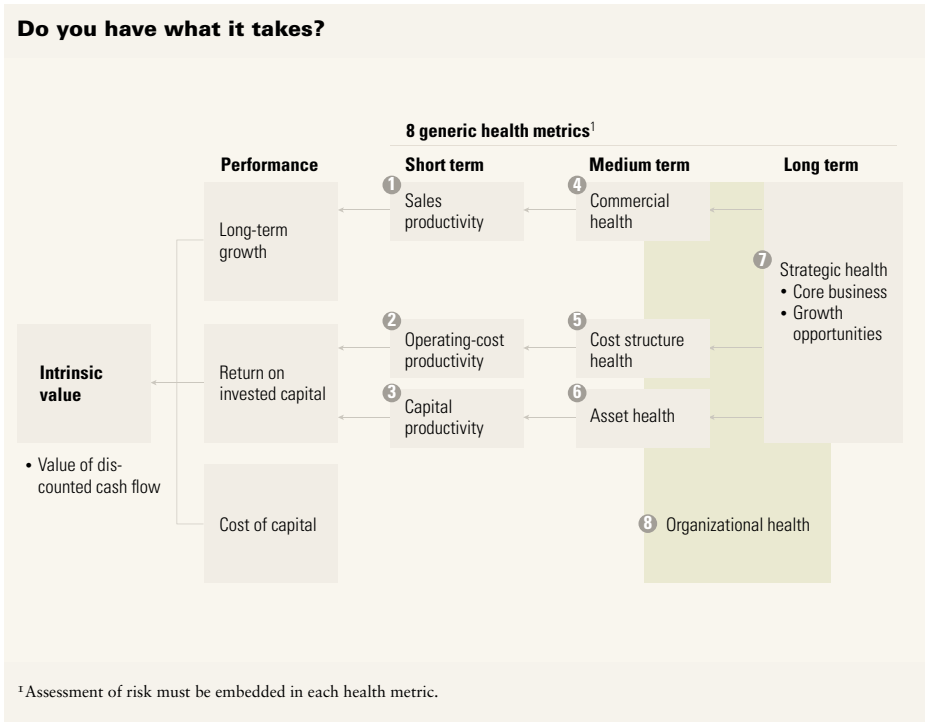 Do you have what it takes?
8 generic health metrics¹
Performance
Short term
Medium term
Long term
Long-term
growth
1
Sales
productivity
4
Commercial
health
7
Strategic health
• Core business
• Growth
opportunities
Intrinsic
value
• Value of dis-
counted cash flow
Return on
invested capital
2
Operating-cost
productivity
5
Cost structure
health
3
Capital
productivity
6
Asset health
Cost of capital
8 Organizational health
¹Assessment of risk must be embedded in each health metric.